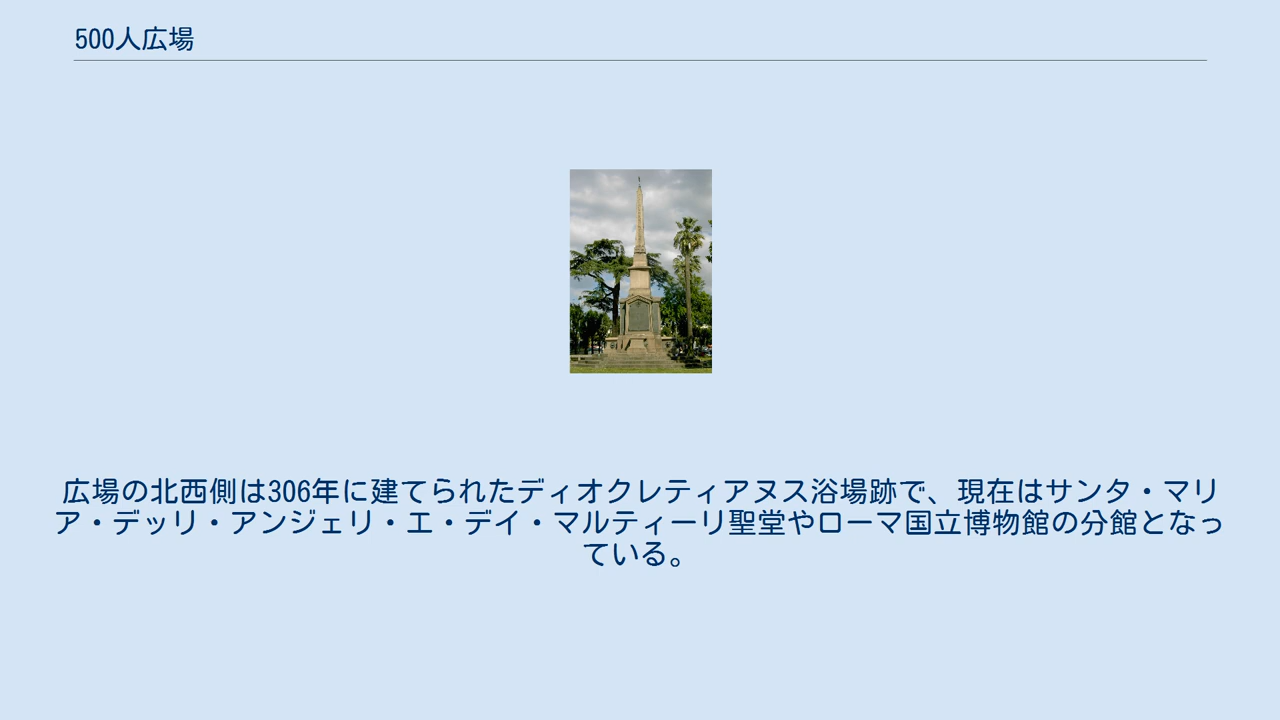 500人広場
広場の北西側は306年に建てられたディオクレティアヌス浴場跡で、現在はサンタ・マリ
ア・デッリ・アンジェリ・エ・デイ・マルティーリ聖堂やローマ国立博物館の分館となっ
ている。